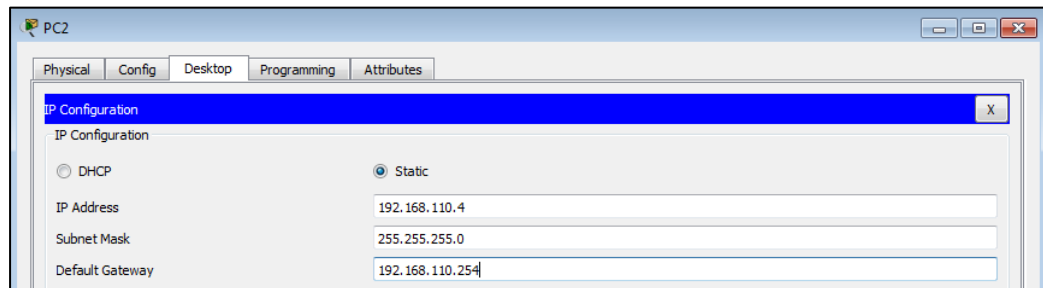 PC2
Physical Config Desktop Programming Attributes
IP Configuration X
IP Configuration
DHCP Static
IP Address 192.168.110.4
Subnet Mask 255.255.255.0
Default Gateway 192.168.110.254